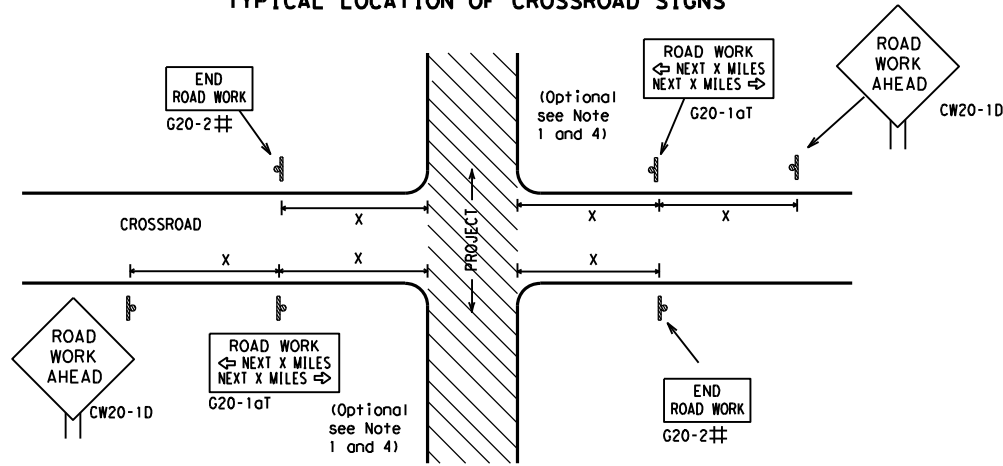 TYPICAL LOCATION OF CROSSROAD SIGNS
END
ROAD WORK
G20-2#
(Optional
see Note
1 and 4)
ROAD WORK
⇦ NEXT X MILES
NEXT X MILES ⇨
G20-1aT
ROAD
WORK
AHEAD
CW20-1D
CROSSROAD
X
X
X
PROJECT
X
X
X
ROAD
WORK
AHEAD
CW20-1D
ROAD WORK
⇦ NEXT X MILES
NEXT X MILES ⇨
G20-1aT
(Optional
see Note
1 and 4)
END
ROAD WORK
G20-2#